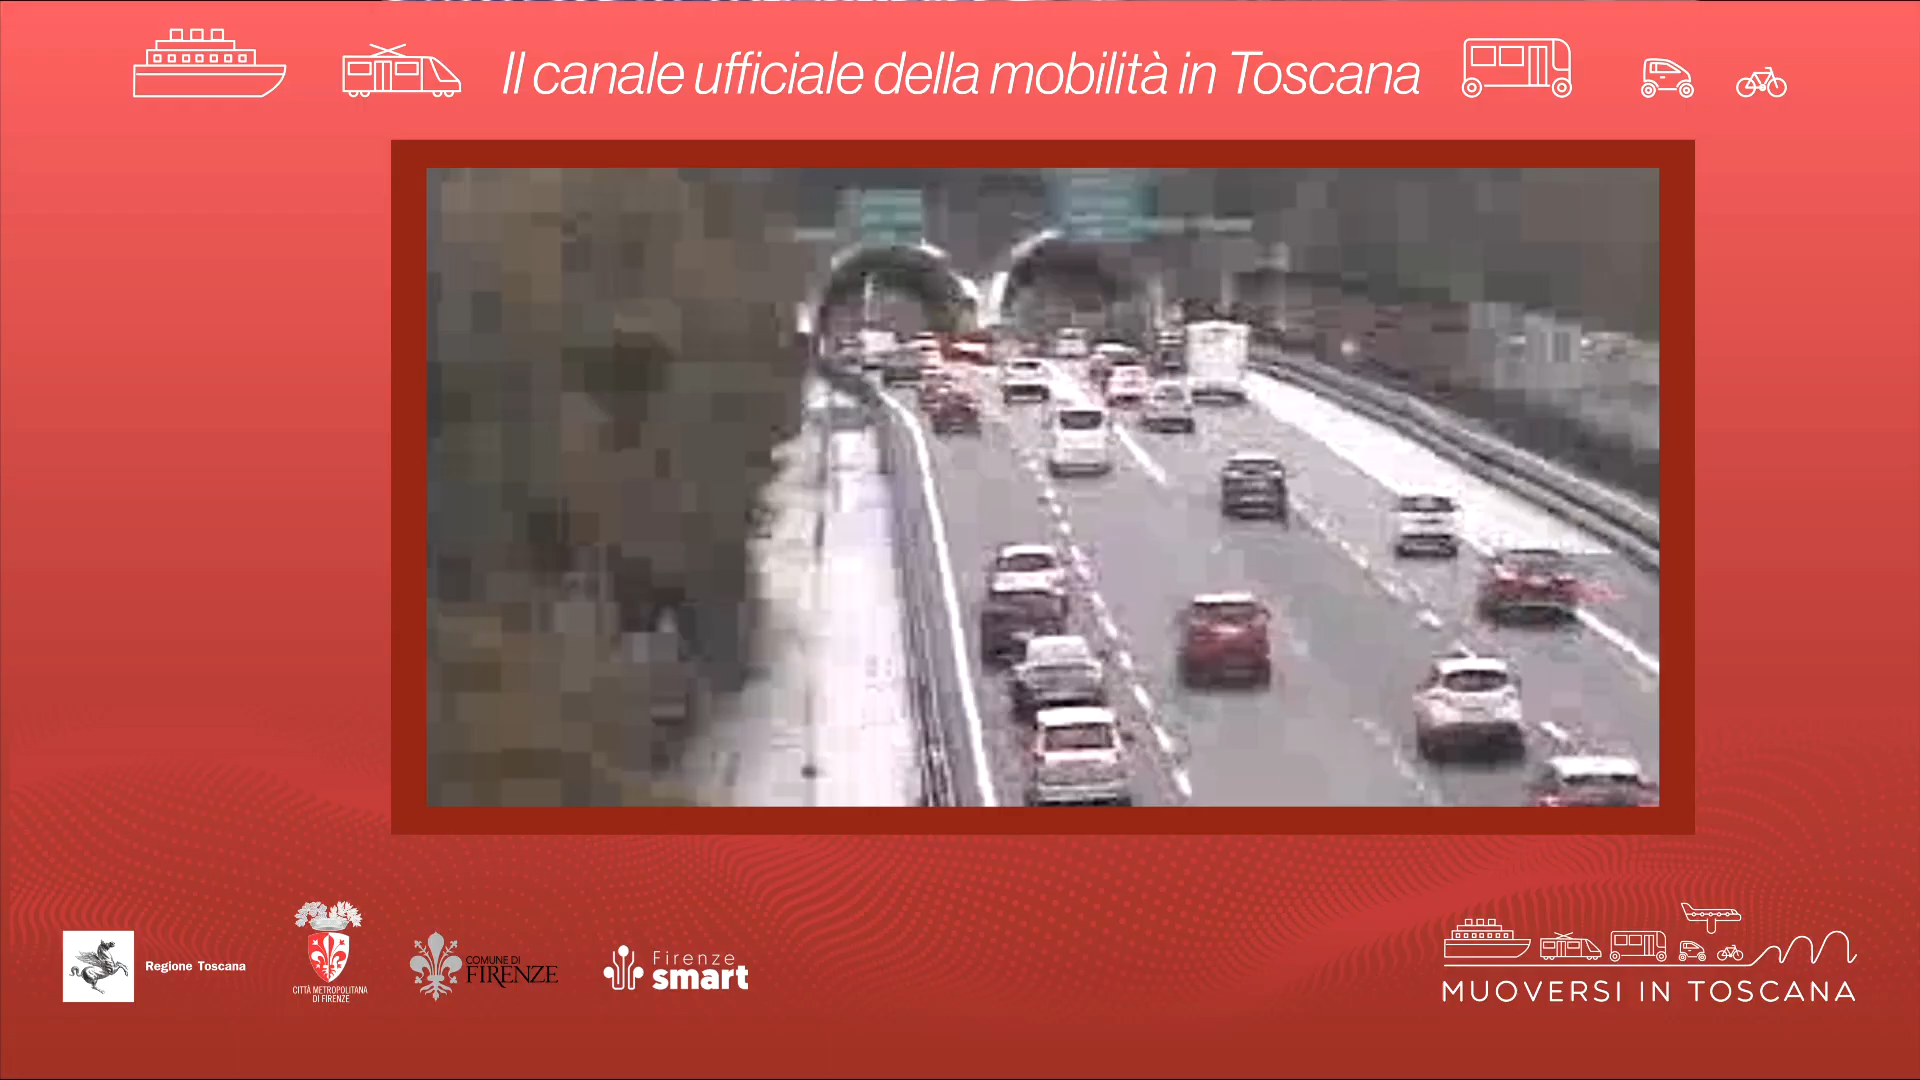 Il canale ufficiale della mobilità in Toscana
Regione Toscana
CITTÀ METROPOLITANA
DI FIRENZE
COMUNE DI
FIRENZE
Firenze
smart
MUOVERSI IN TOSCANA